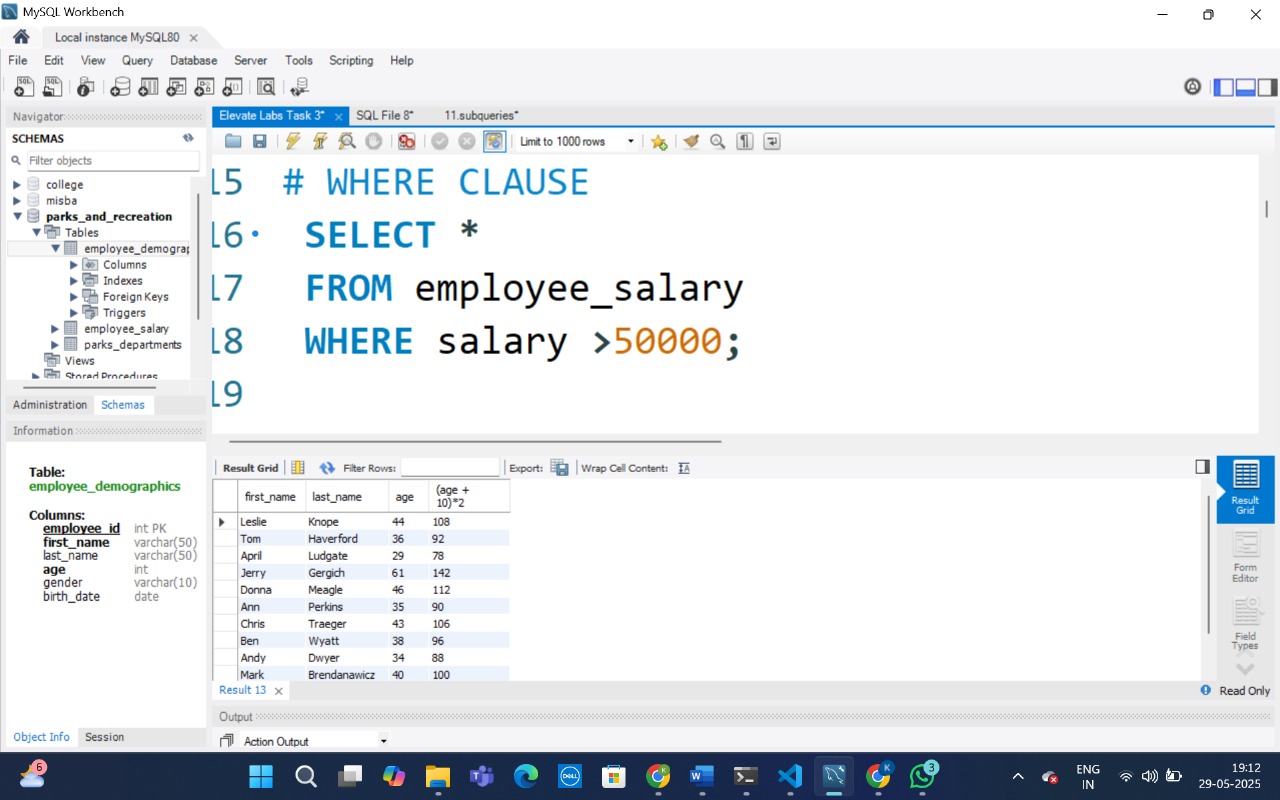 MySQL Workbench
Local instance MySQL80
File Edit View Query Database Server Tools Scripting Help
Navigator
SCHEMAS
Filter objects
college
misba
parks_and_recreation
Tables
employee_demograp
Columns
Indexes
Foreign Keys
Triggers
employee_salary
parks_departments
Views
Stored Procedures
Administration Schemas
Information
Table:
employee_demographics
Columns:
employee_id int PK
first_name varchar(50)
last_name varchar(50)
age int
gender varchar(10)
birth_date date
Object Info Session
Elevate Labs Task 3* SQL File 8* 11.subqueries*
Limit to 1000 rows
15 # WHERE CLAUSE
16 SELECT *
17 FROM employee_salary
18 WHERE salary >50000;
19
Result Grid Filter Rows: Export: Wrap Cell Content:
first_name last_name age (age + 10)*2
Leslie Knope 44 108
Tom Haverford 36 92
April Ludgate 29 78
Jerry Gergich 61 142
Donna Meagle 46 112
Ann Perkins 35 90
Chris Traeger 43 106
Ben Wyatt 38 96
Andy Dwyer 34 88
Mark Brendanawicz 40 100
Result Grid
Form Editor
Field Types
Result 13
Read Only
Output
Action Output
6
DELL
K
3
ENG
IN
19:12
29-05-2025